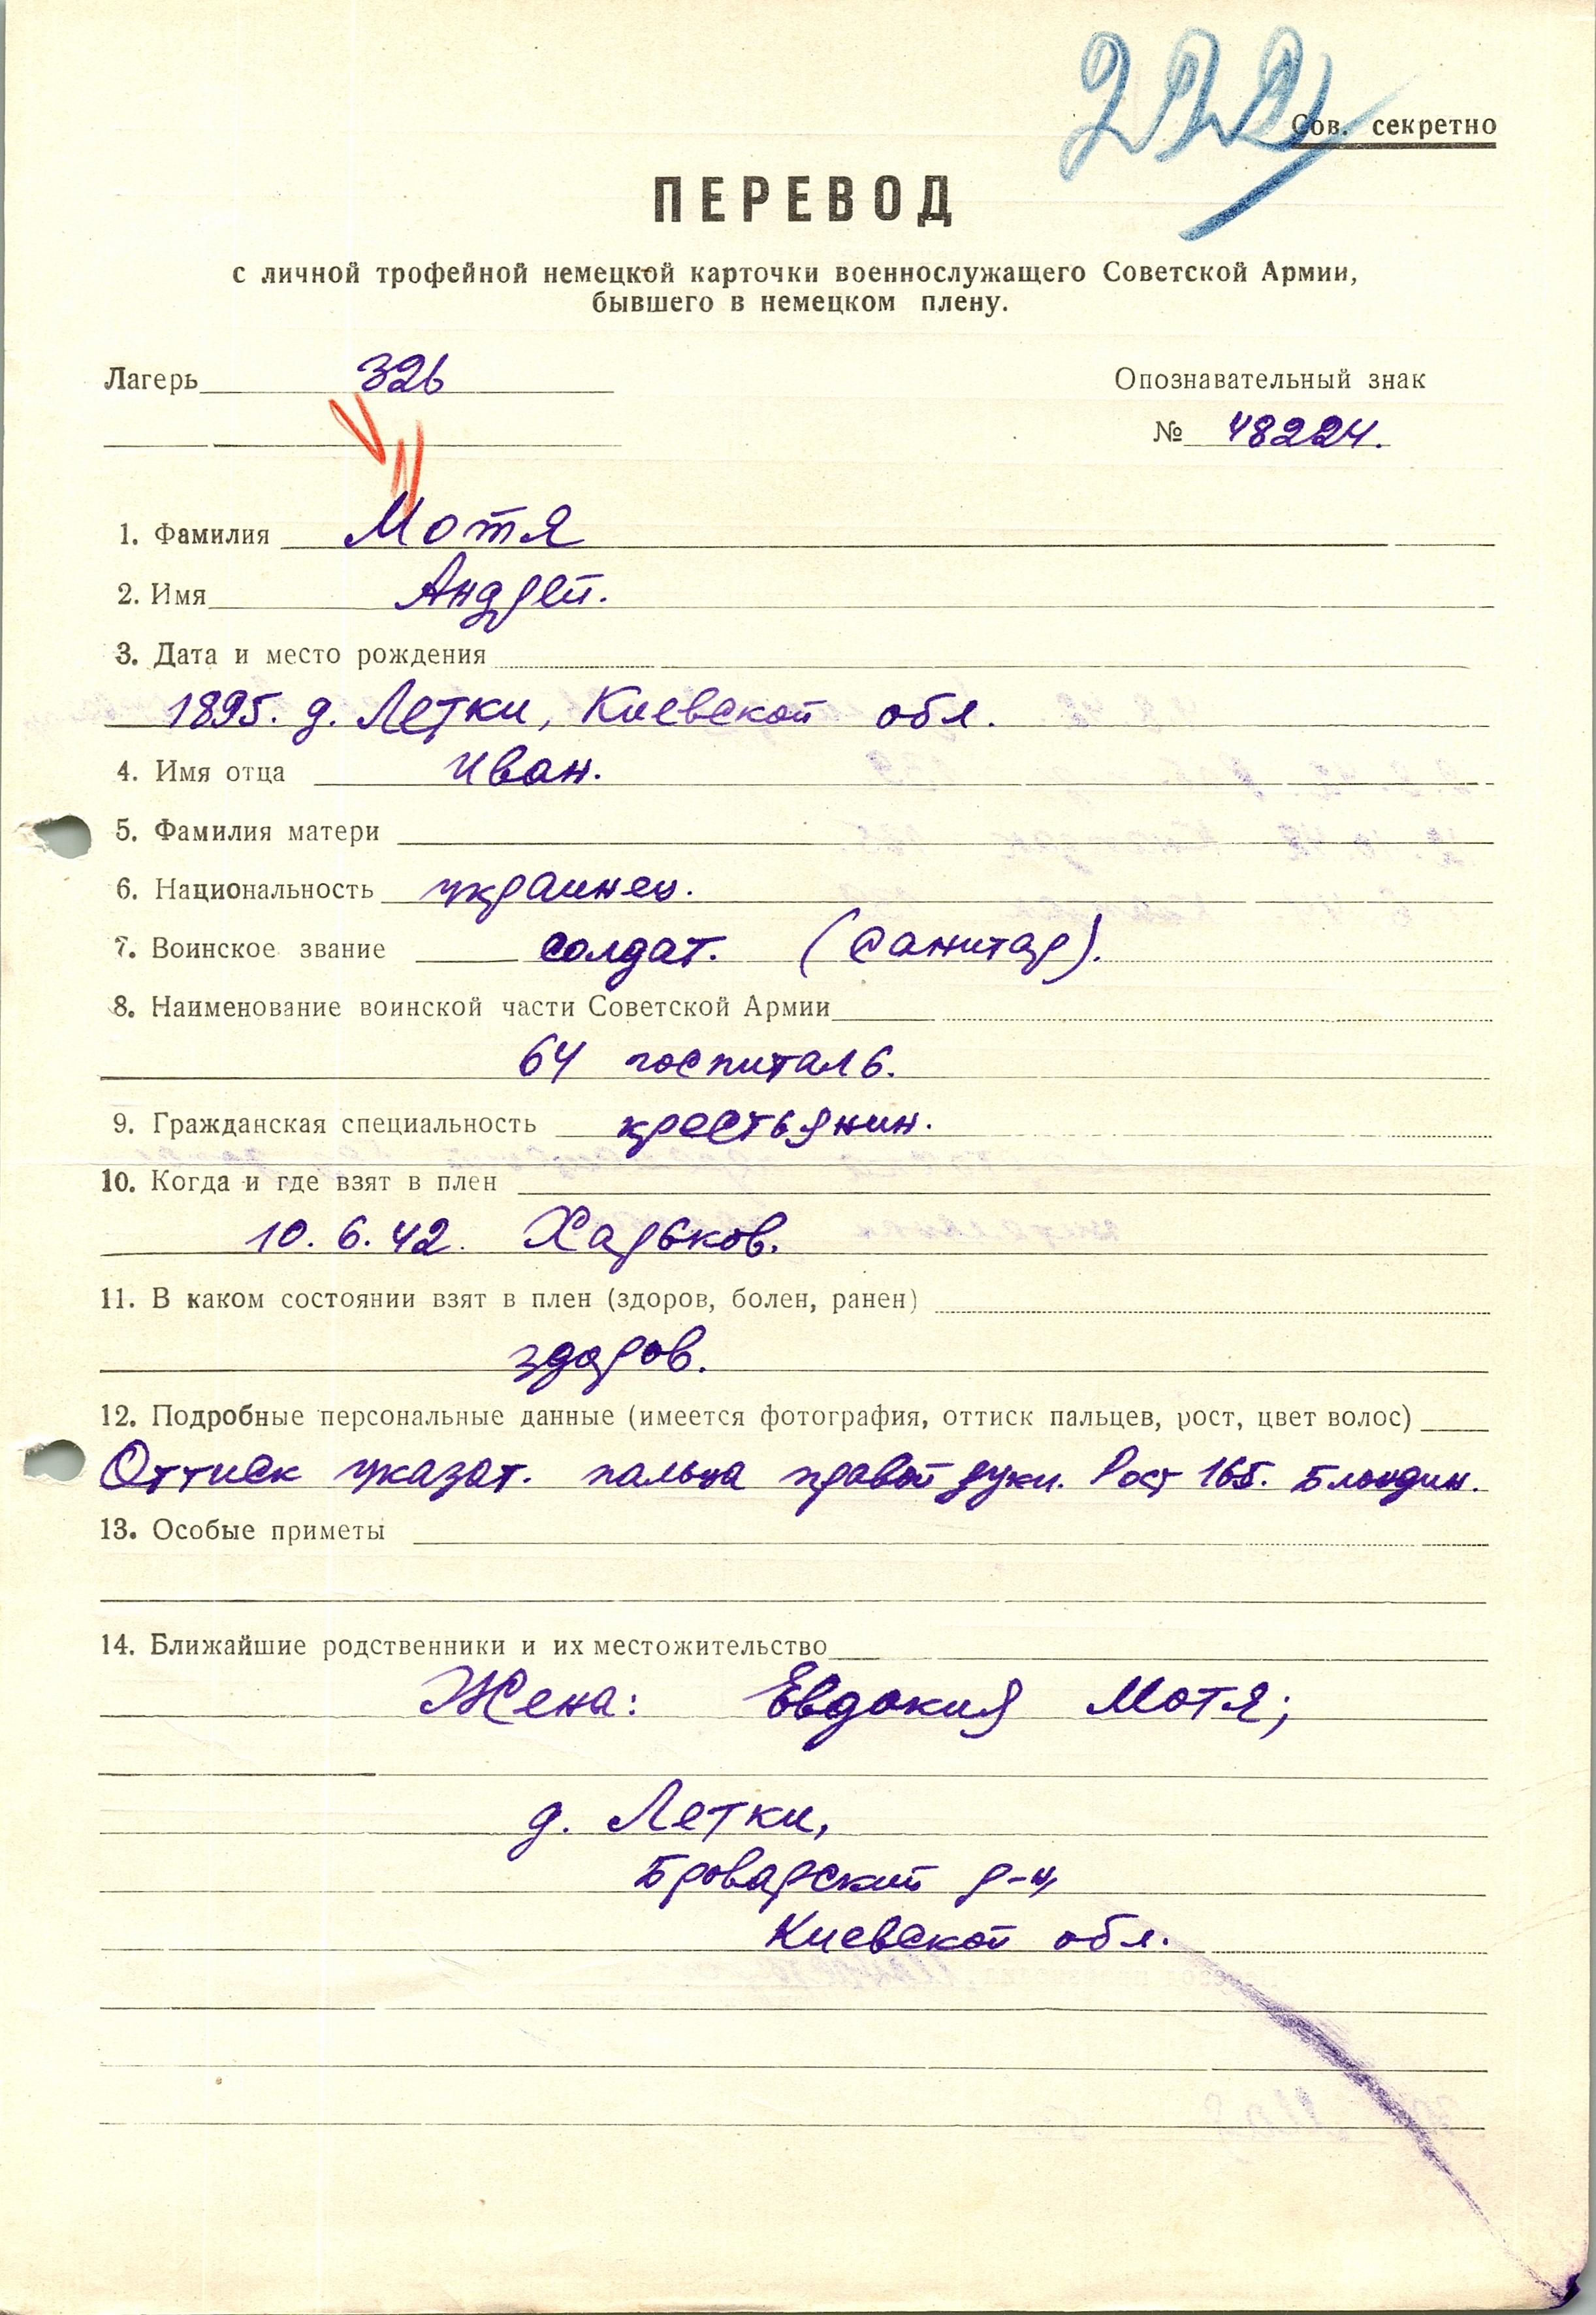 222
Сов. секретно
ПЕРЕВОД
с личной трофейной немецкой карточки военнослужащего Советской Армии,
бывшего в немецком плену.
Лагерь 326
Опознавательный знак
№ 48224.
1. Фамилия Мотя
2. Имя Андрей.
3. Дата и место рождения
1895. д. Летки, Киевской обл.
4. Имя отца Иван.
5. Фамилия матери
6. Национальность украинец.
7. Воинское звание солдат. (Санитар).
8. Наименование воинской части Советской Армии
64 госпиталь.
9. Гражданская специальность крестьянин.
10. Когда и где взят в плен
10. 6. 42. Харьков.
11. В каком состоянии взят в плен (здоров, болен, ранен)
здоров.
12. Подробные персональные данные (имеется фотография, оттиск пальцев, рост, цвет волос)
Оттиск указат. пальца правой руки. Рост 165. Блондин.
13. Особые приметы
14. Ближайшие родственники и их местожительство
Жена: Евдокия Мотя;
д. Летки,
Броварский р-н,
Киевской обл.